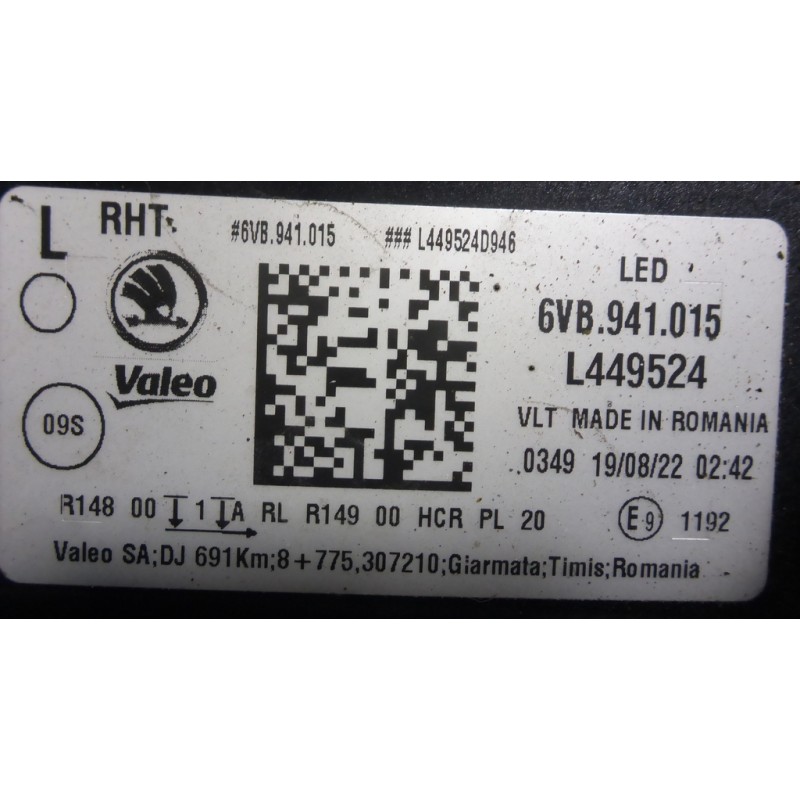 L RHT #6VB.941.015 ### L449524D946
LED
6VB.941.015
Valeo L449524
09S VLT MADE IN ROMANIA
0349 19/08/22 02:42
R148 00 1 A RL R149 00 HCR PL 20 E9 1192
Valeo SA;DJ 691Km;8+775,307210;Giarmata;Timis;Romania